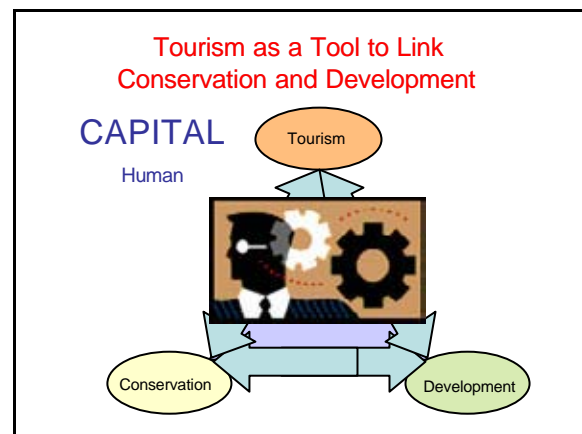 Tourism as a Tool to Link
Conservation and Development
CAPITAL
Human
Tourism
Conservation
Development